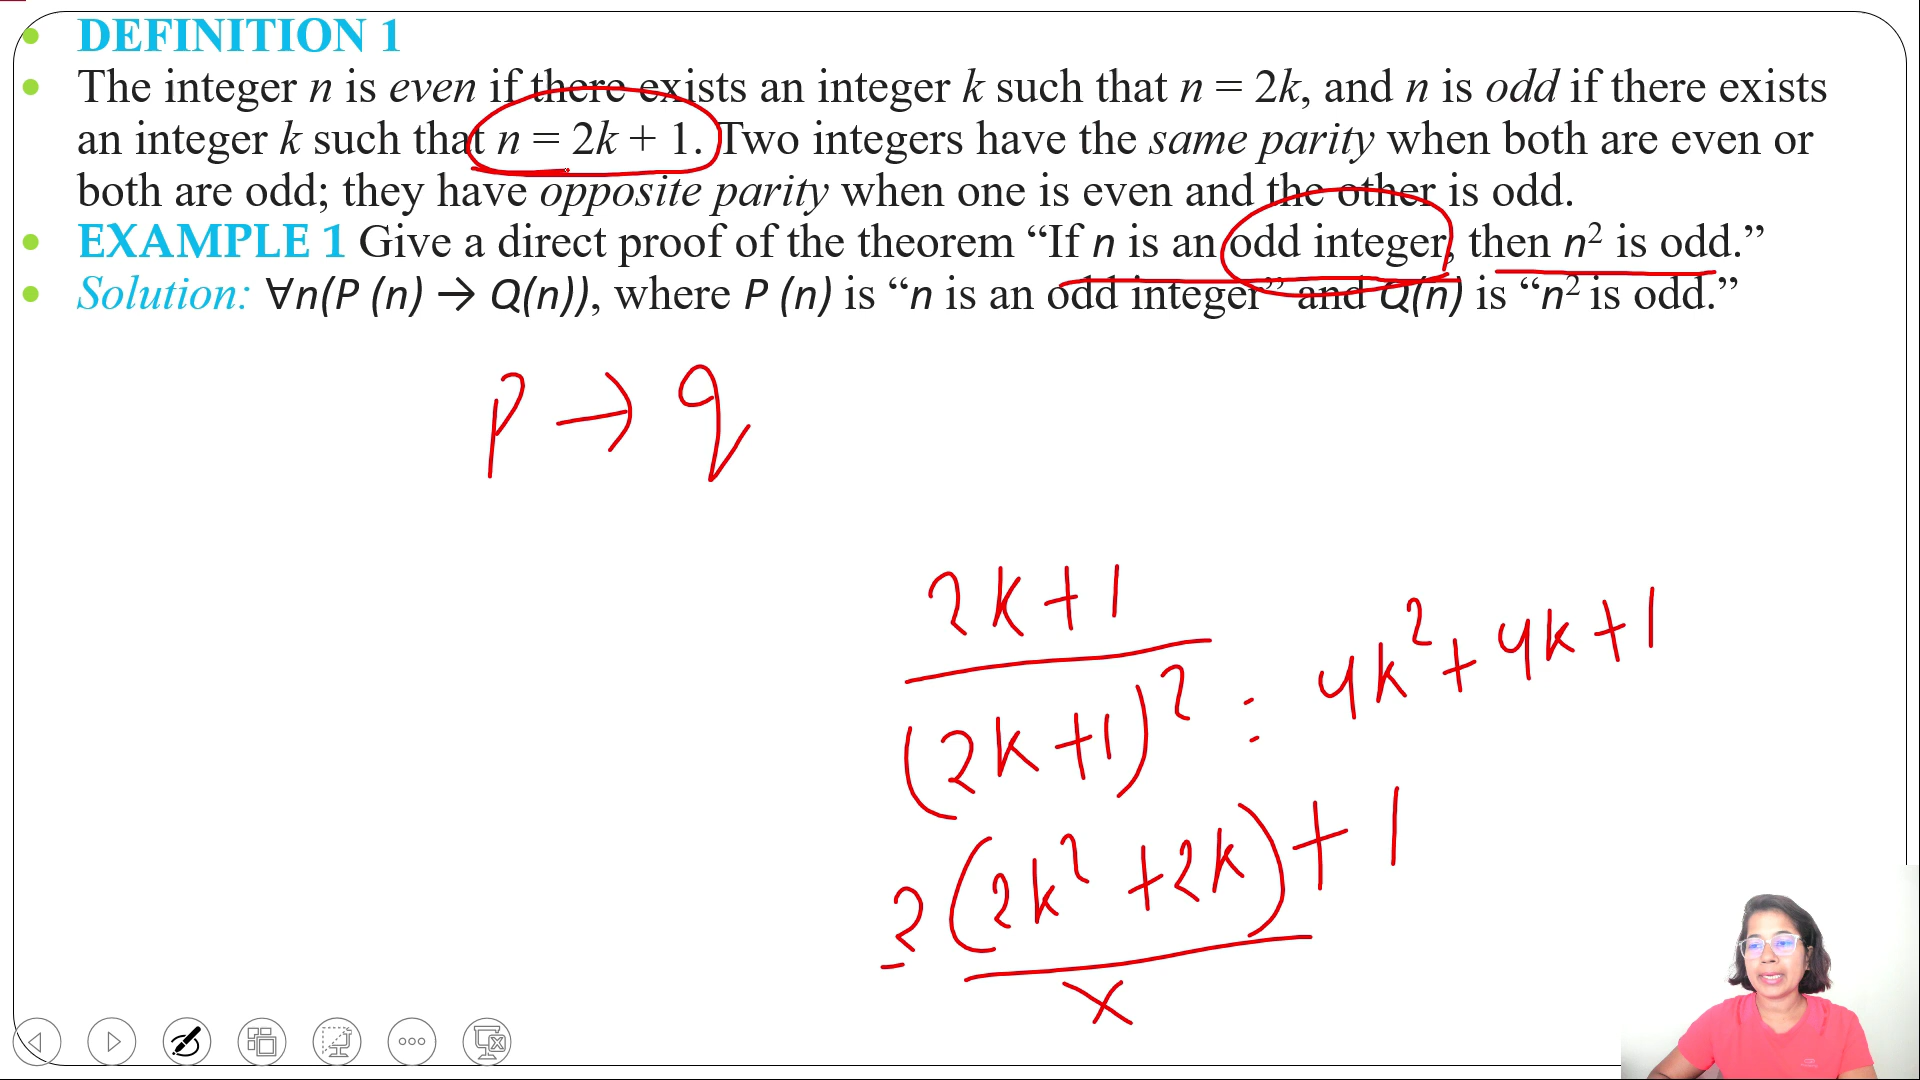 DEFINITION 1
The integer n is even if there exists an integer k such that n = 2k, and n is odd if there exists
an integer k such that n = 2k + 1. Two integers have the same parity when both are even or
both are odd; they have opposite parity when one is even and the other is odd.
EXAMPLE 1 Give a direct proof of the theorem “If n is an odd integer, then n² is odd.”
Solution: ∀n(P (n) → Q(n)), where P (n) is “n is an odd integer” and Q(n) is “n² is odd.”
p → q
2k+1
(2k+1)² : 4k²+4k+1
2(2k²+2k)+1
x